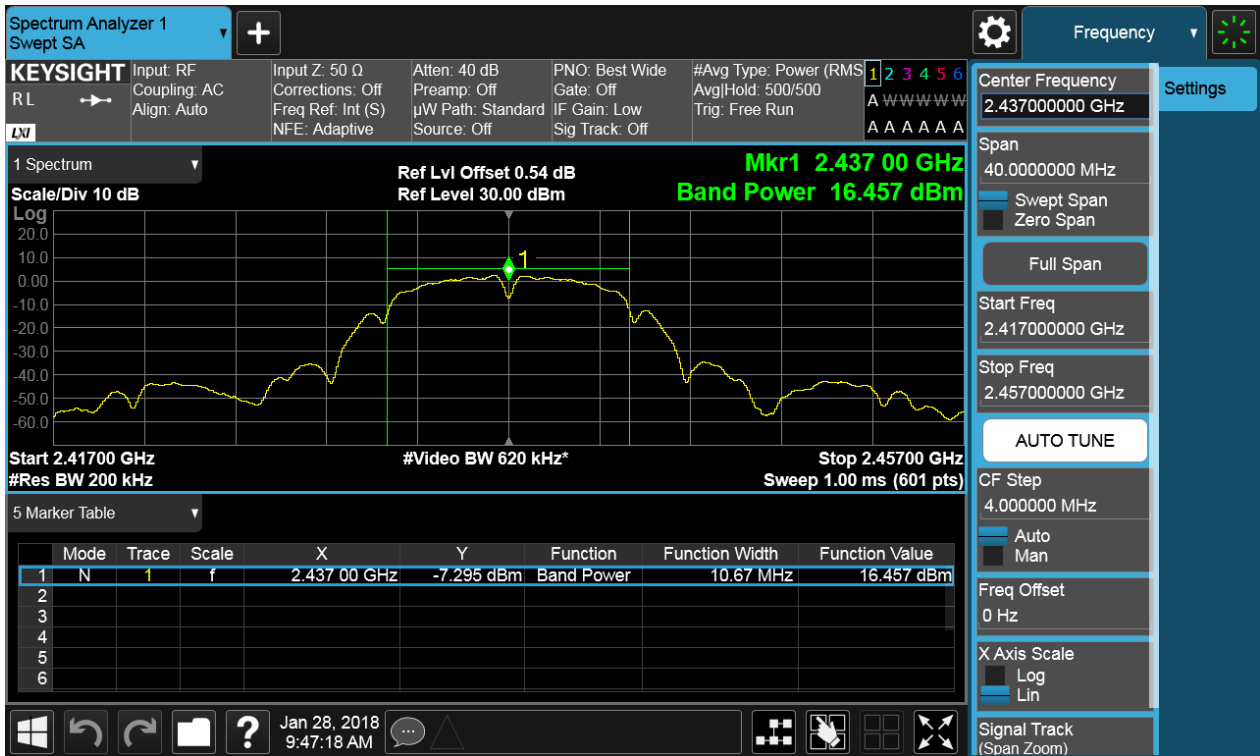 Spectrum Analyzer 1
Swept SA
Frequency
KEYSIGHT
R L
LXI
Input: RF
Coupling: AC
Align: Auto
Input Z: 50 Ω
Corrections: Off
Freq Ref: Int (S)
NFE: Adaptive
Atten: 40 dB
Preamp: Off
µW Path: Standard
Source: Off
PNO: Best Wide
Gate: Off
IF Gain: Low
Sig Track: Off
#Avg Type: Power (RMS
Avg|Hold: 500/500
Trig: Free Run
1 2 3 4 5 6
A W W W W W
A A A A A A
1 Spectrum
Scale/Div 10 dB
Ref Lvl Offset 0.54 dB
Ref Level 30.00 dBm
Mkr1 2.437 00 GHz
Band Power 16.457 dBm
Log
20.0
10.0
0.00
-10.0
-20.0
-30.0
-40.0
-50.0
-60.0
1
Start 2.41700 GHz
#Res BW 200 kHz
#Video BW 620 kHz*
Stop 2.45700 GHz
Sweep 1.00 ms (601 pts)
5 Marker Table
Mode Trace Scale X Y Function Function Width Function Value
1 N 1 f 2.437 00 GHz -7.295 dBm Band Power 10.67 MHz 16.457 dBm
2
3
4
5
6
Jan 28, 2018
9:47:18 AM
Center Frequency
2.437000000 GHz
Span
40.0000000 MHz
Swept Span
Zero Span
Full Span
Start Freq
2.417000000 GHz
Stop Freq
2.457000000 GHz
AUTO TUNE
CF Step
4.000000 MHz
Auto
Man
Freq Offset
0 Hz
X Axis Scale
Log
Lin
Signal Track
(Span Zoom)
Settings